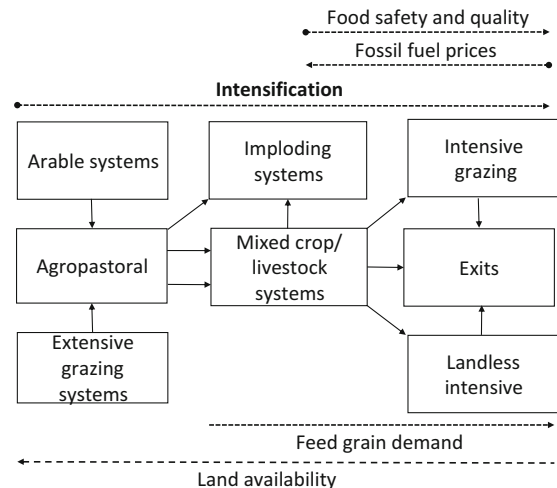 Food safety and quality
Fossil fuel prices
Intensification
Arable systems
Imploding
systems
Intensive
grazing
Agropastoral
Mixed crop/
livestock
systems
Exits
Extensive
grazing
systems
Landless
intensive
Feed grain demand
Land availability